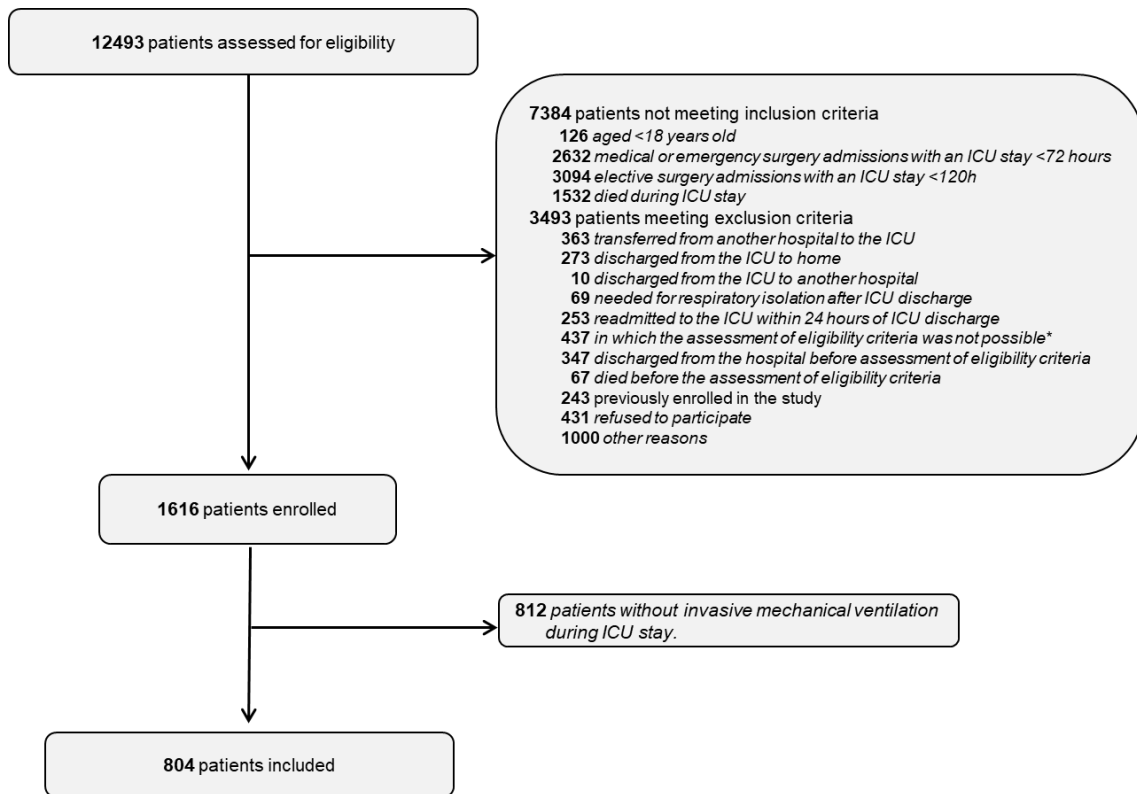 12493 patients assessed for eligibility
7384 patients not meeting inclusion criteria
126 aged <18 years old
2632 medical or emergency surgery admissions with an ICU stay <72 hours
3094 elective surgery admissions with an ICU stay <120h
1532 died during ICU stay
3493 patients meeting exclusion criteria
363 transferred from another hospital to the ICU
273 discharged from the ICU to home
10 discharged from the ICU to another hospital
69 needed for respiratory isolation after ICU discharge
253 readmitted to the ICU within 24 hours of ICU discharge
437 in which the assessment of eligibility criteria was not possible*
347 discharged from the hospital before assessment of eligibility criteria
67 died before the assessment of eligibility criteria
243 previously enrolled in the study
431 refused to participate
1000 other reasons
1616 patients enrolled
812 patients without invasive mechanical ventilation
during ICU stay.
804 patients included